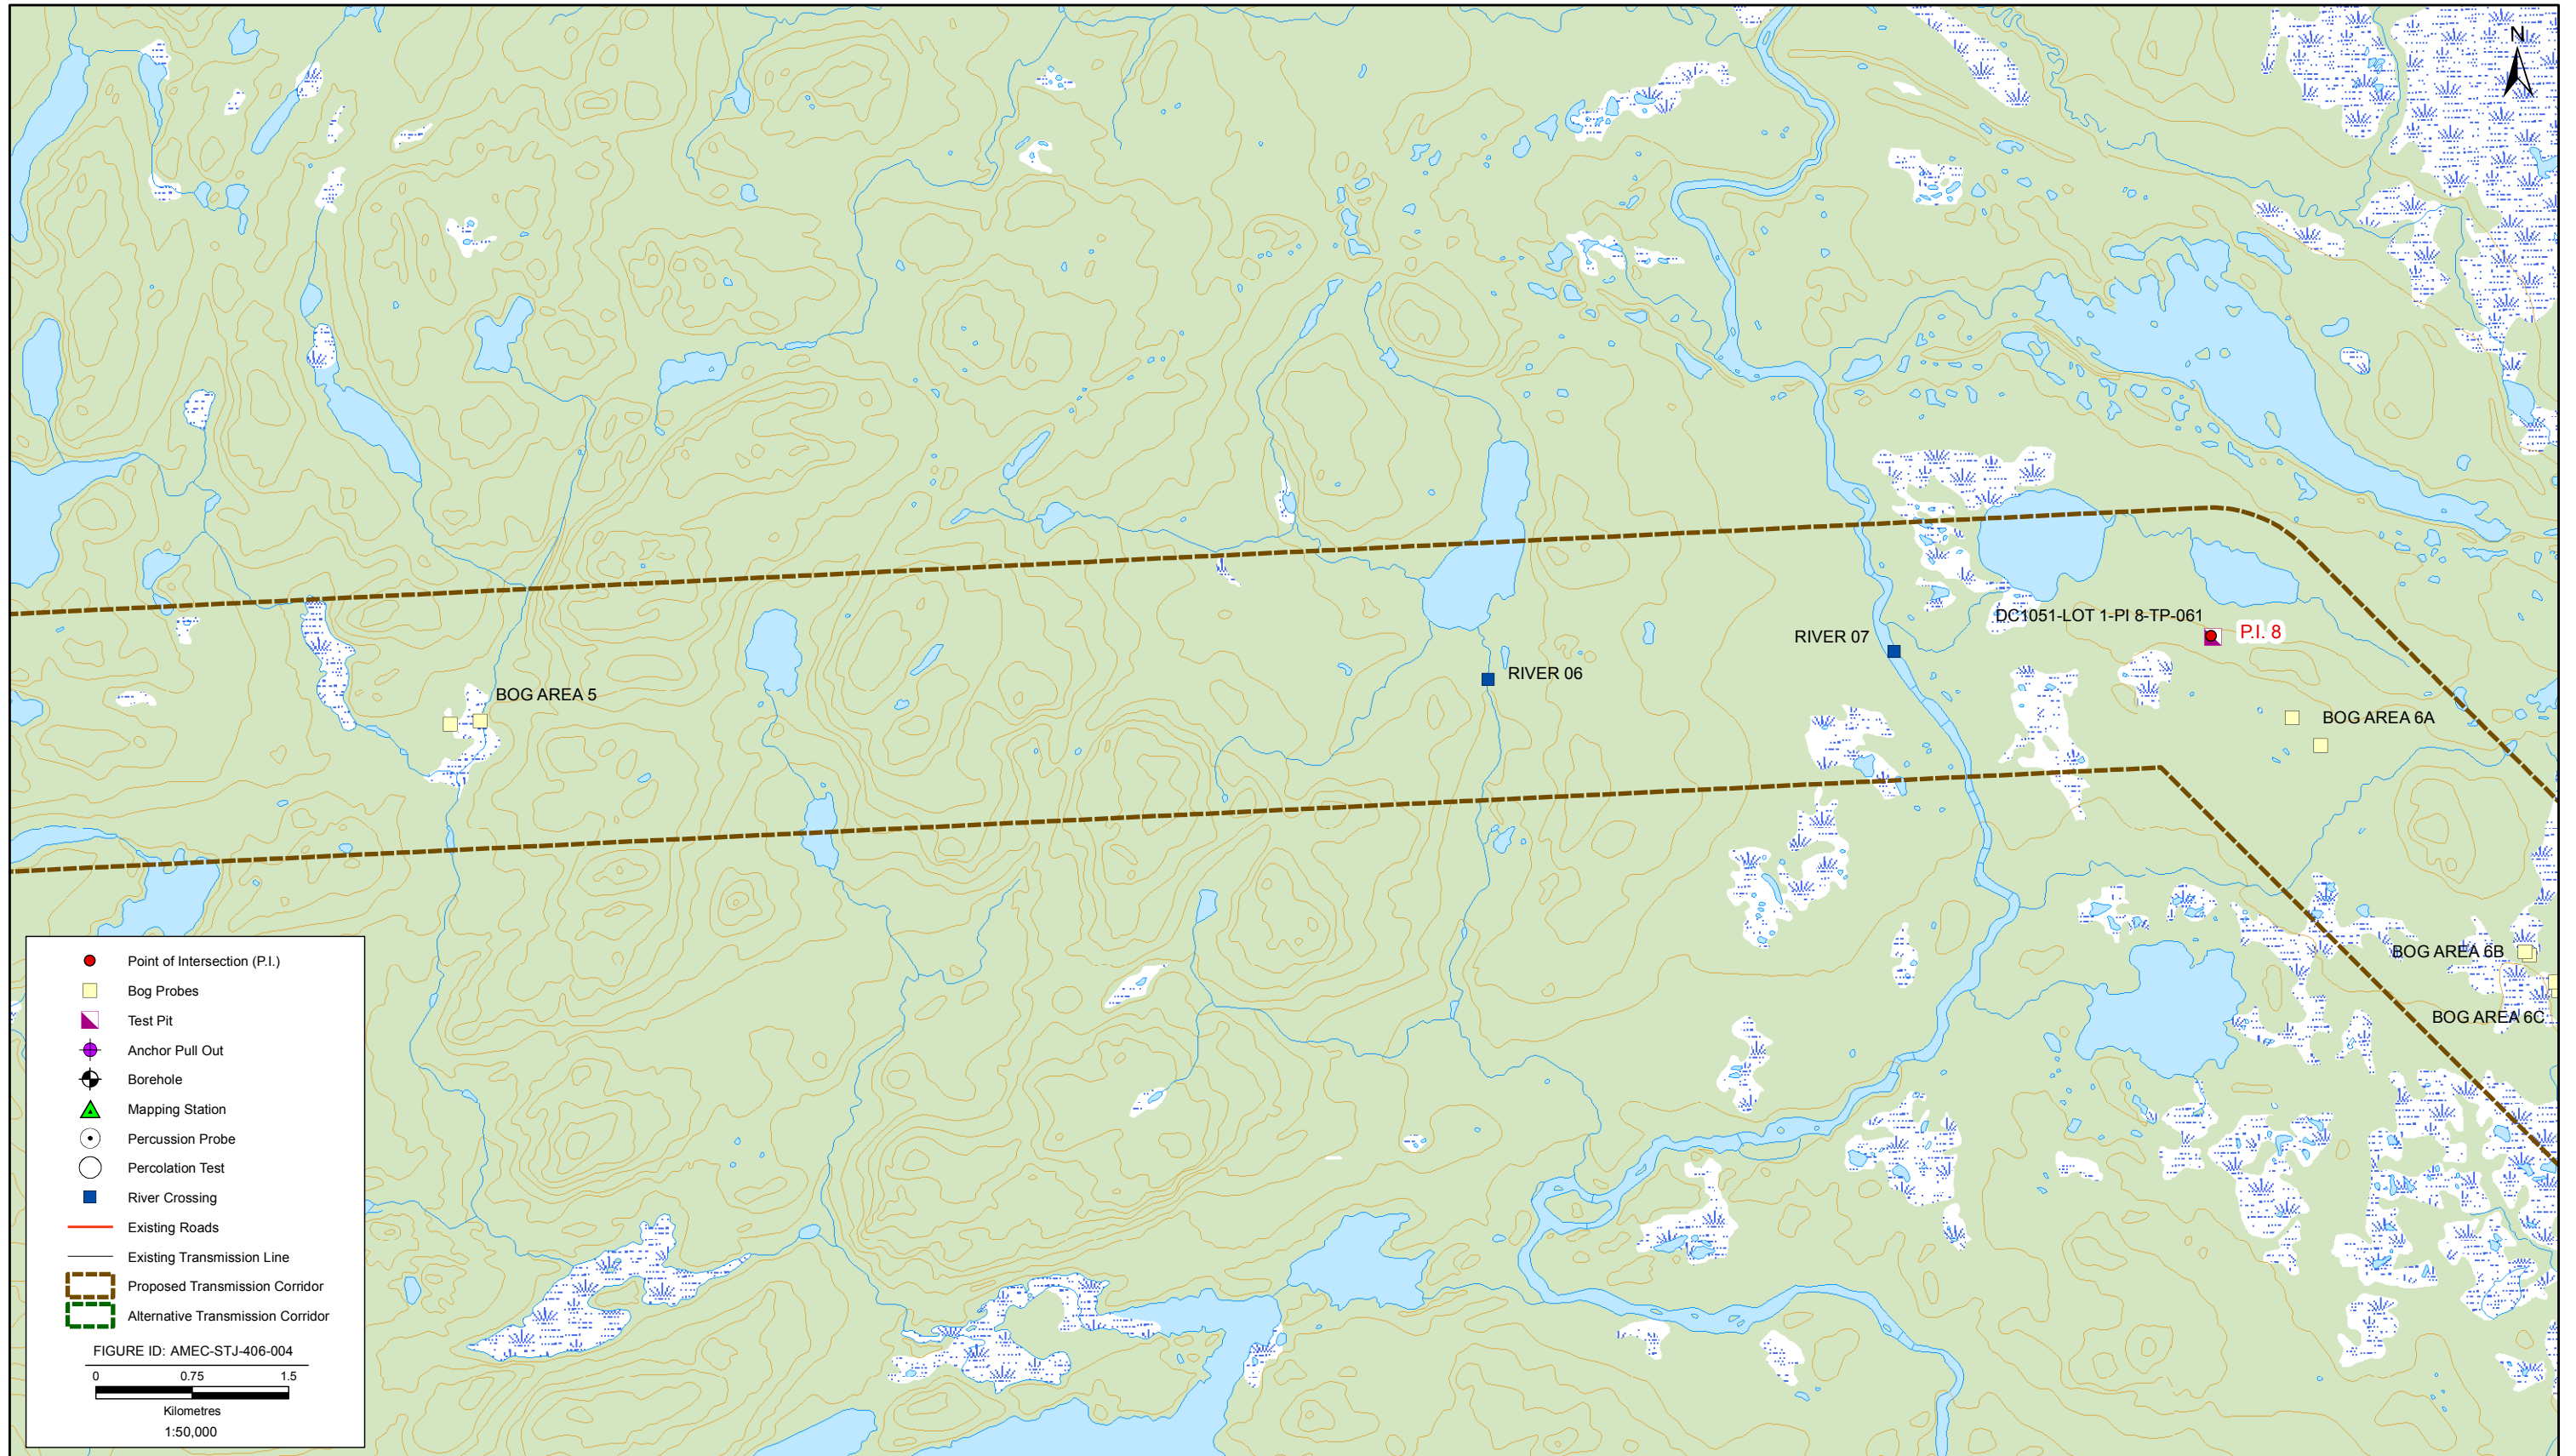 N
DC1051-LOT 1-PI 8-TP-061
P.I. 8
RIVER 07
RIVER 06
BOG AREA 5
BOG AREA 6A
BOG AREA 6B
BOG AREA 6C
Point of Intersection (P.I.)
Bog Probes
Test Pit
Anchor Pull Out
Borehole
Mapping Station
Percussion Probe
Percolation Test
River Crossing
Existing Roads
Existing Transmission Line
Proposed Transmission Corridor
Alternative Transmission Corridor
FIGURE ID: AMEC-STJ-406-004
0 0.75 1.5
Kilometres
1:50,000